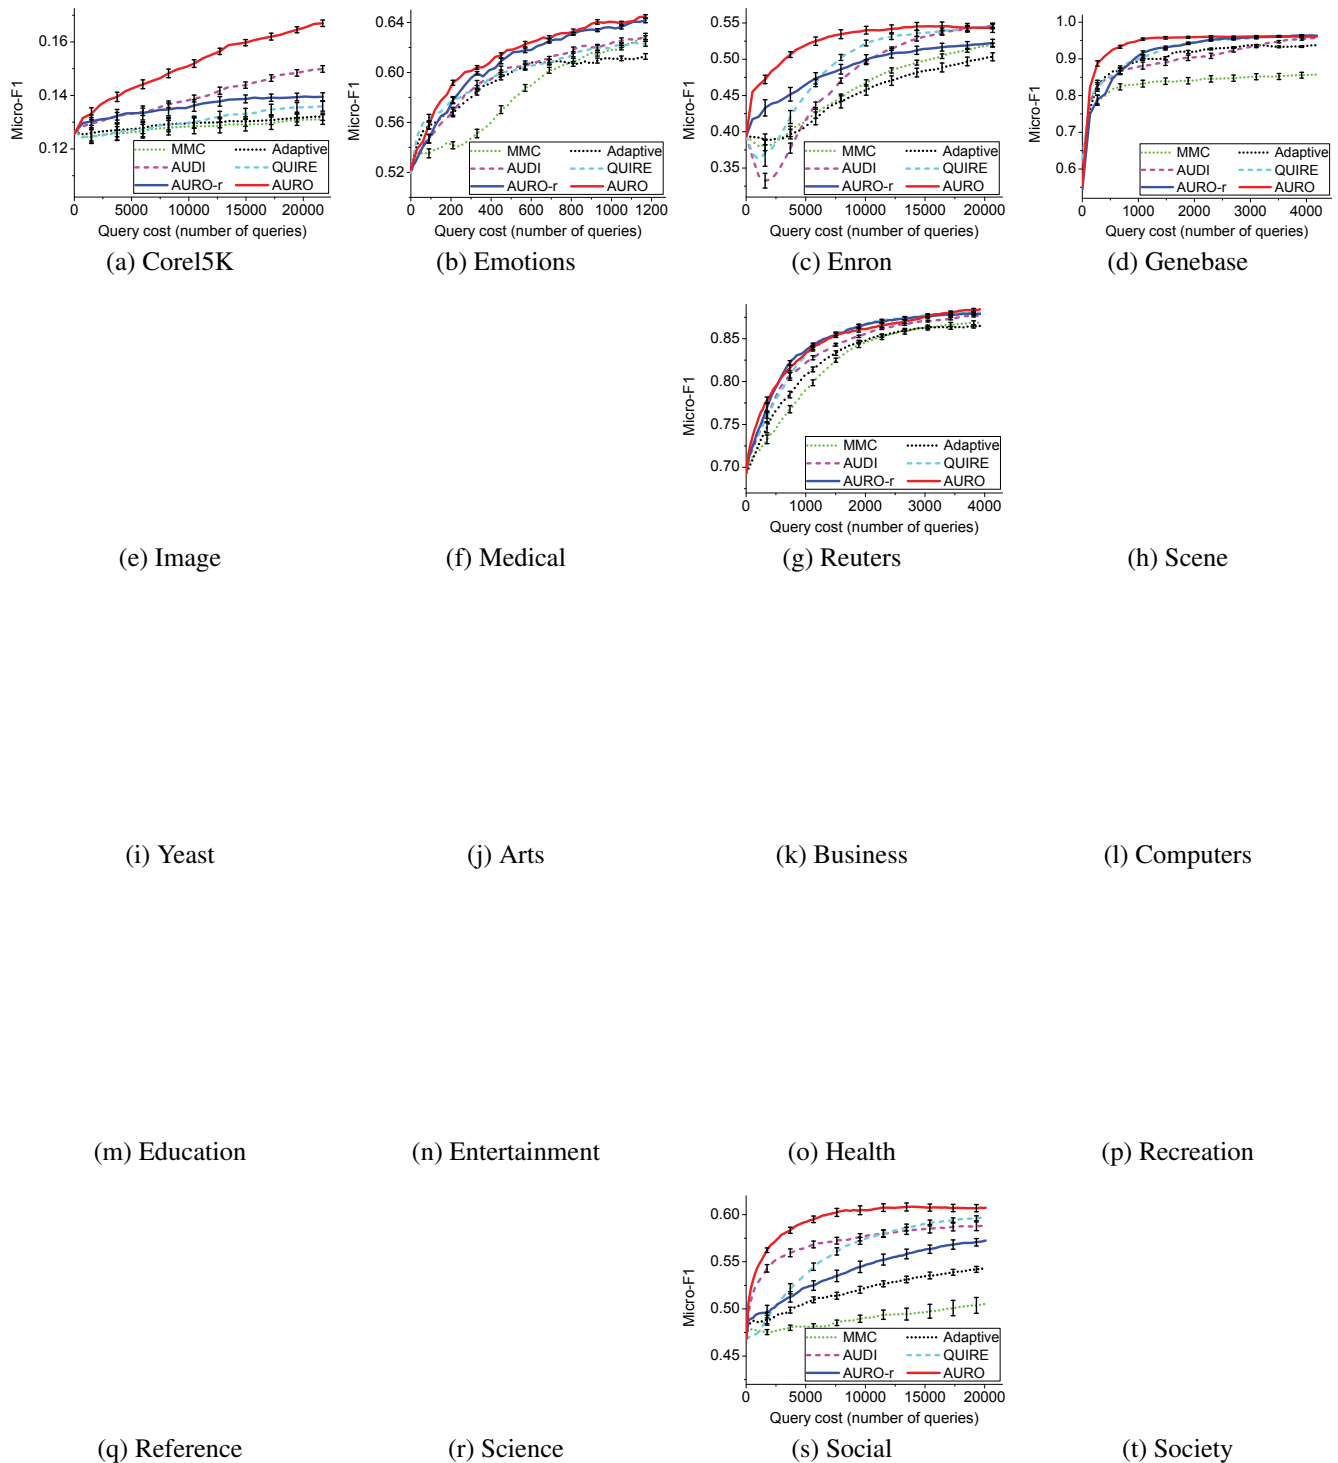 Micro-F1
0.16
0.14
0.12
MMC Adaptive
AUDI QUIRE
AURO-r AURO
0 5000 10000 15000 20000
Query cost (number of queries)
(a) Corel5K
Micro-F1
0.64
0.60
0.56
0.52
MMC Adaptive
AUDI QUIRE
AURO-r AURO
0 200 400 600 800 1000 1200
Query cost (number of queries)
(b) Emotions
Micro-F1
0.55
0.50
0.45
0.40
0.35
MMC Adaptive
AUDI QUIRE
AURO-r AURO
0 5000 10000 15000 20000
Query cost (number of queries)
(c) Enron
Micro-F1
1.0
0.9
0.8
0.7
0.6
MMC Adaptive
AUDI QUIRE
AURO-r AURO
0 1000 2000 3000 4000
Query cost (number of queries)
(d) Genebase
Micro-F1
0.85
0.80
0.75
0.70
MMC Adaptive
AUDI QUIRE
AURO-r AURO
0 1000 2000 3000 4000
Query cost (number of queries)
(e) Image (f) Medical (g) Reuters (h) Scene
(i) Yeast (j) Arts (k) Business (l) Computers
(m) Education (n) Entertainment (o) Health (p) Recreation
Micro-F1
0.60
0.55
0.50
0.45
MMC Adaptive
AUDI QUIRE
AURO-r AURO
0 5000 10000 15000 20000
Query cost (number of queries)
(q) Reference (r) Science (s) Social (t) Society